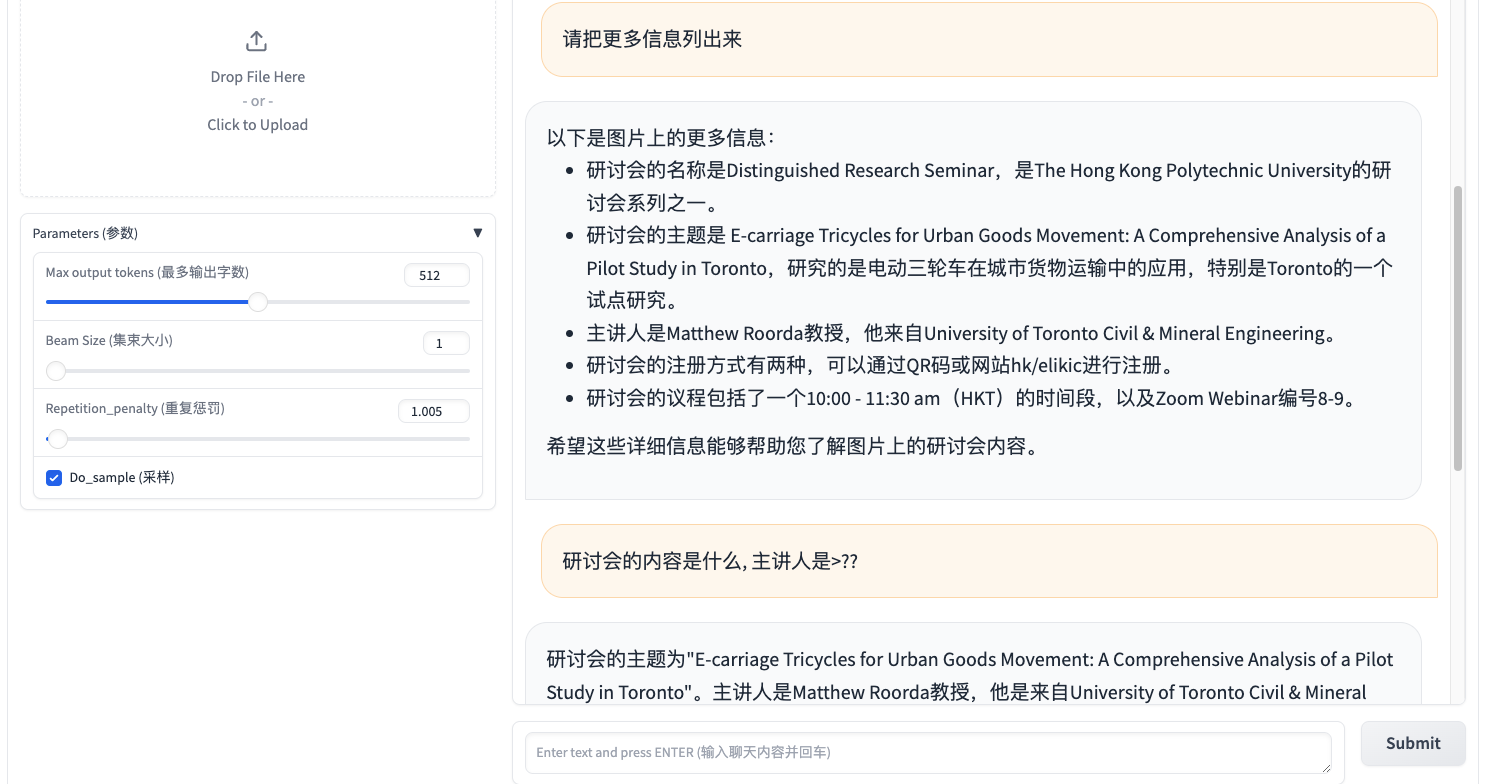 Drop File Here
- or -
Click to Upload
Parameters (参数)
▼
Max output tokens (最多输出字数)
512
Beam Size (集束大小)
1
Repetition_penalty (重复惩罚)
1.005
Do_sample (采样)
请把更多信息列出来
以下是图片上的更多信息：
• 研讨会的名称是Distinguished Research Seminar，是The Hong Kong Polytechnic University的研
讨会系列之一。
• 研讨会的主题是 E-carriage Tricycles for Urban Goods Movement: A Comprehensive Analysis of a
Pilot Study in Toronto，研究的是电动三轮车在城市货物运输中的应用，特别是Toronto的一个
试点研究。
• 主讲人是Matthew Roorda教授，他来自University of Toronto Civil & Mineral Engineering。
• 研讨会的注册方式有两种，可以通过QR码或网站hk/elikic进行注册。
• 研讨会的议程包括了一个10:00 - 11:30 am（HKT）的时间段，以及Zoom Webinar编号8-9。
希望这些详细信息能够帮助您了解图片上的研讨会内容。
研讨会的内容是什么, 主讲人是>??
研讨会的主题为"E-carriage Tricycles for Urban Goods Movement: A Comprehensive Analysis of a Pilot
Study in Toronto"。主讲人是Matthew Roorda教授，他是来自University of Toronto Civil & Mineral
Enter text and press ENTER (输入聊天内容并回车)
Submit